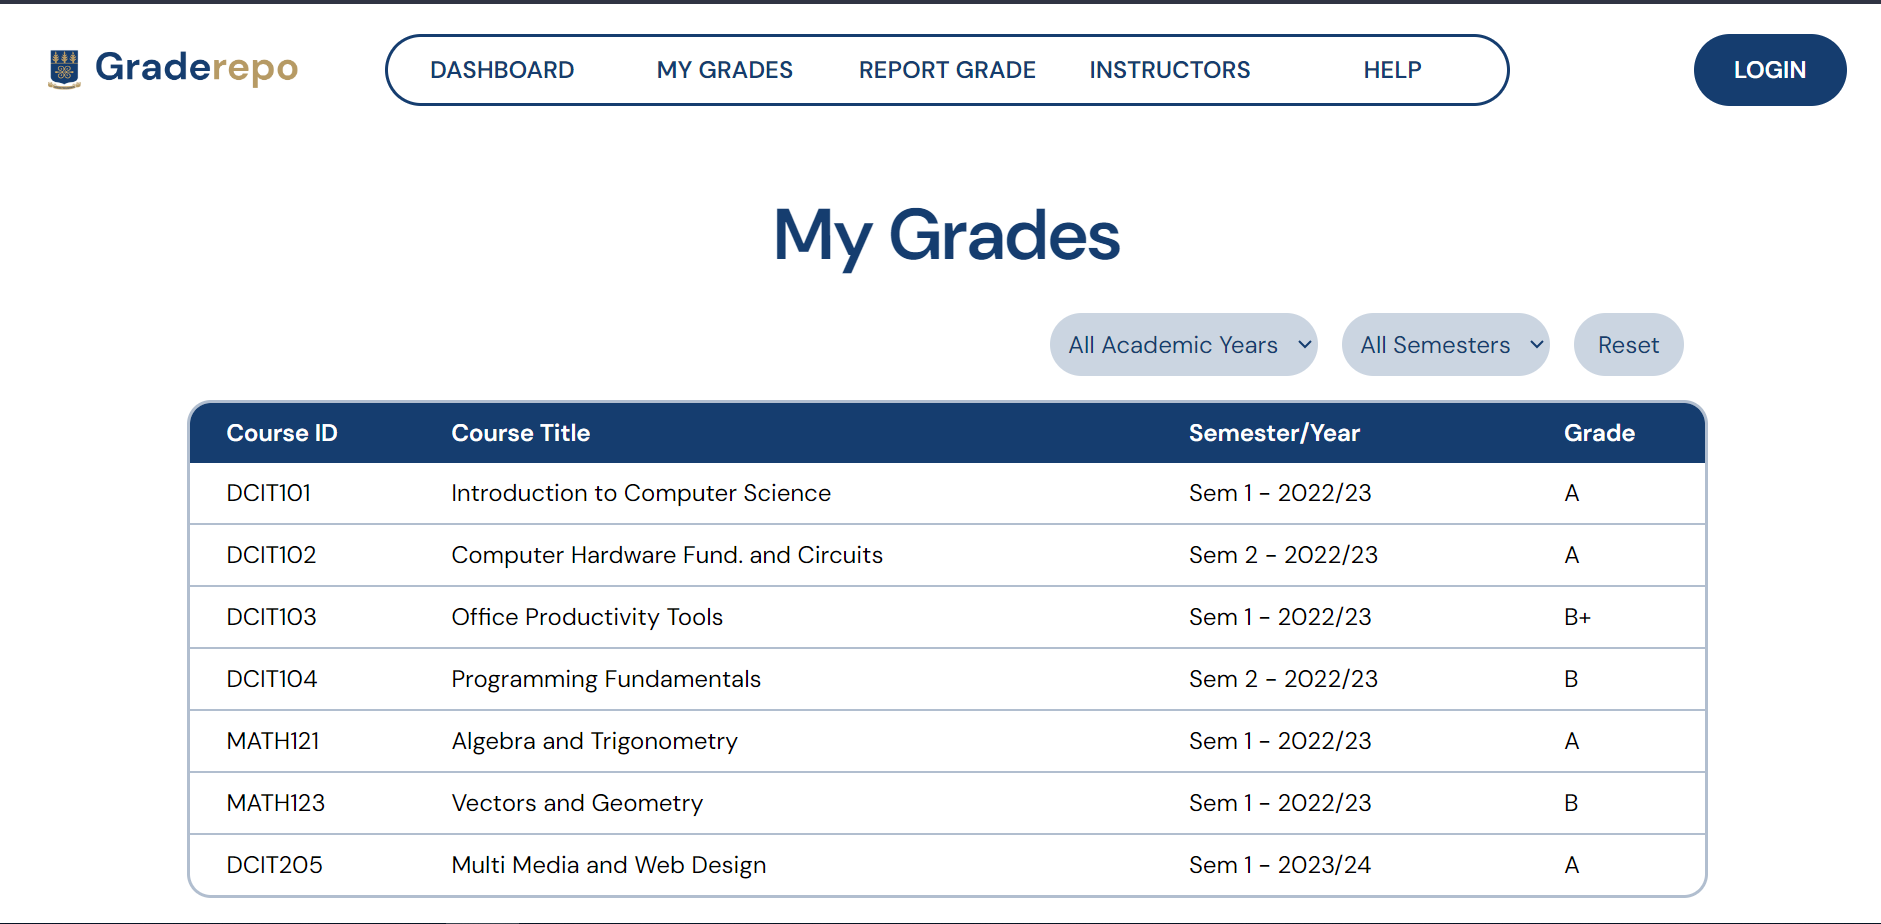 Graderepo DASHBOARD MY GRADES REPORT GRADE INSTRUCTORS HELP LOGIN
My Grades
All Academic Years All Semesters Reset
Course ID Course Title Semester/Year Grade
DCIT101 Introduction to Computer Science Sem 1 - 2022/23 A
DCIT102 Computer Hardware Fund. and Circuits Sem 2 - 2022/23 A
DCIT103 Office Productivity Tools Sem 1 - 2022/23 B+
DCIT104 Programming Fundamentals Sem 2 - 2022/23 B
MATH121 Algebra and Trigonometry Sem 1 - 2022/23 A
MATH123 Vectors and Geometry Sem 1 - 2022/23 B
DCIT205 Multi Media and Web Design Sem 1 - 2023/24 A